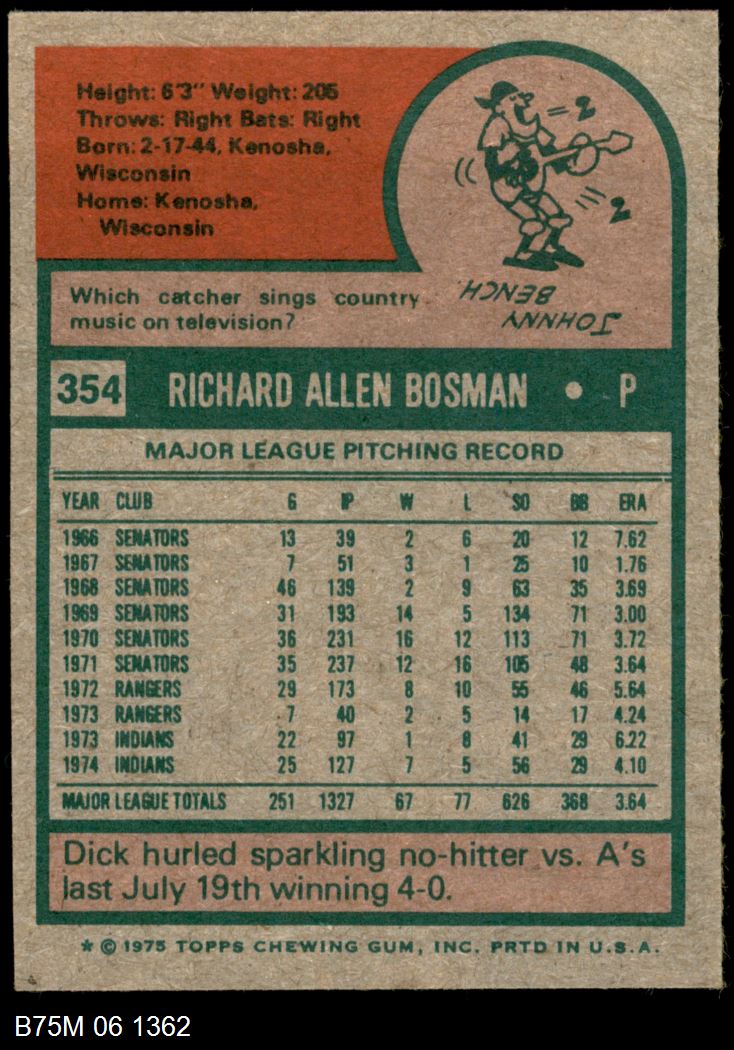 Height: 6'3" Weight: 205
Throws: Right Bats: Right
Born: 2-17-44, Kenosha,
Wisconsin
Home: Kenosha,
Wisconsin
2
2
Which catcher sings country
music on television?
JOHNNY
BENCH
354 RICHARD ALLEN BOSMAN • P
MAJOR LEAGUE PITCHING RECORD
YEAR CLUB G IP W L SO BB ERA
1966 SENATORS 13 39 2 6 20 12 7.62
1967 SENATORS 7 51 3 1 25 10 1.76
1968 SENATORS 46 139 2 9 63 35 3.69
1969 SENATORS 31 193 14 5 134 71 3.00
1970 SENATORS 36 231 16 12 113 71 3.72
1971 SENATORS 35 237 12 16 105 48 3.64
1972 RANGERS 29 173 8 10 55 46 5.64
1973 RANGERS 7 40 2 5 14 17 4.24
1973 INDIANS 22 97 1 8 41 29 6.22
1974 INDIANS 25 127 7 5 56 29 4.10
MAJOR LEAGUE TOTALS 251 1327 67 77 626 368 3.64
Dick hurled sparkling no-hitter vs. A's
last July 19th winning 4-0.
* © 1975 TOPPS CHEWING GUM, INC. PRTD IN U.S.A.
B75M 06 1362